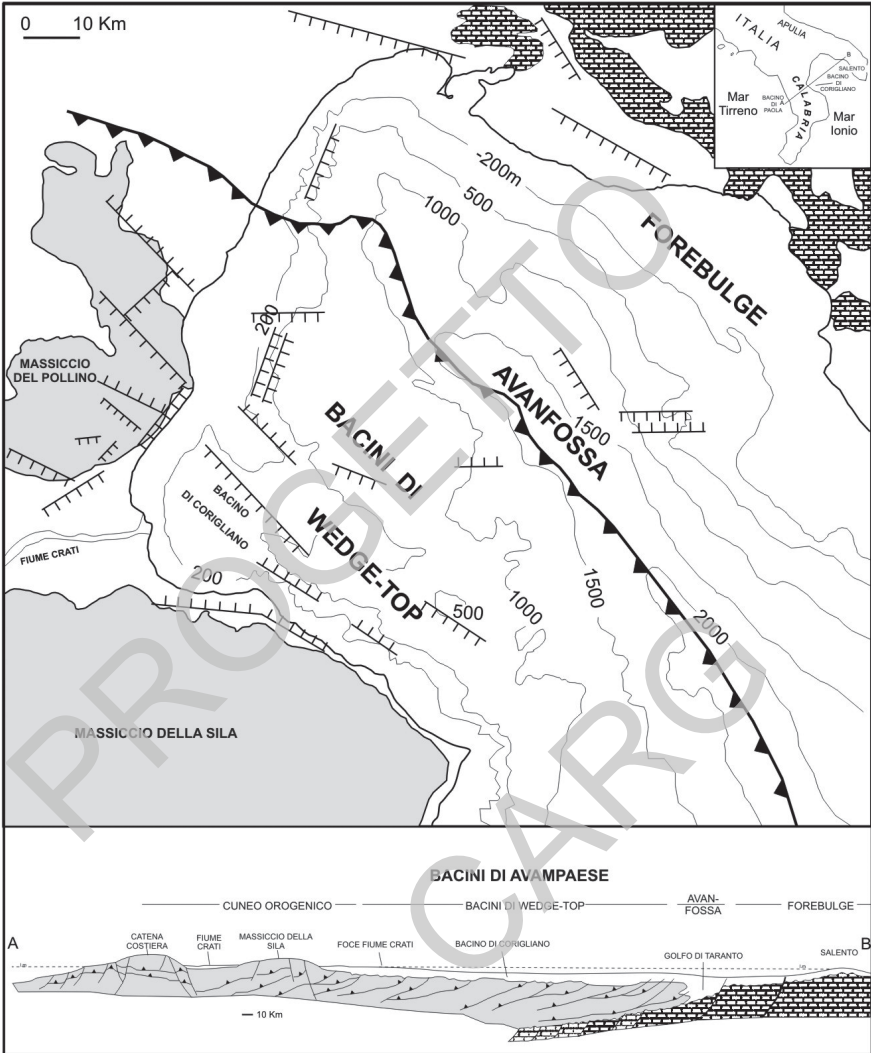 0 10 Km
ITALIA
APULIA
B
SALENTO
BACINO
DI
CORIGLIANO
Mar
Tirreno
BACINO
DI
PAOLA
A
CALABRIA
Mar
Ionio
-200m
500
1000
FOREBULGE
200
MASSICCIO
DEL POLLINO
AVANFOSSA
1500
BACINI DI
WEDGE-TOP
BACINO
DI CORIGLIANO
FIUME CRATI
200
500
1000
1500
2000
MASSICCIO DELLA SILA
PROGETTO
CARG
BACINI DI AVAMPAESE
CUNEO OROGENICO
BACINI DI WEDGE-TOP
AVAN-
FOSSA
FOREBULGE
A
CATENA
COSTIERA
FIUME
CRATI
MASSICCIO DELLA
SILA
FOCE FIUME CRATI
BACINO DI CORIGLIANO
GOLFO DI TARANTO
SALENTO
B
10 Km